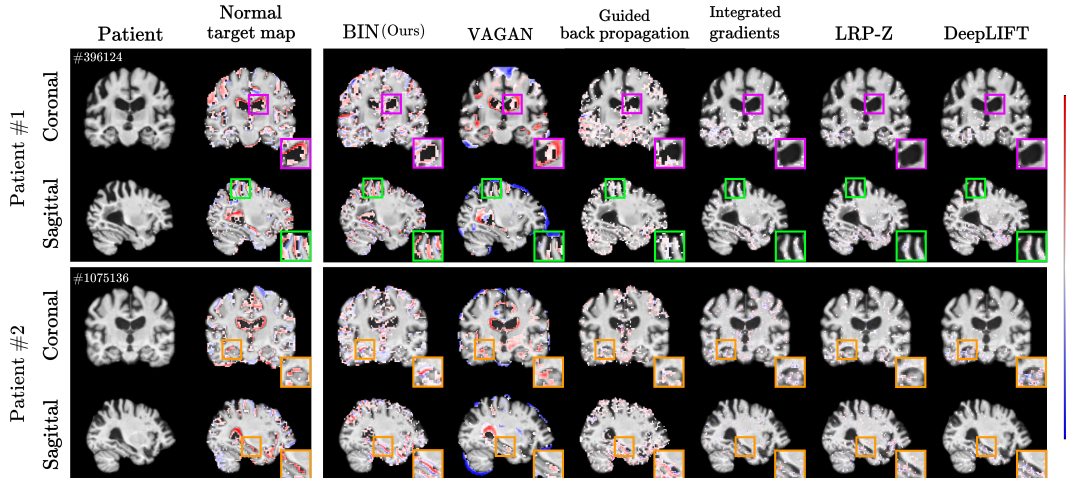 Patient
Normal
target map
BIN (Ours)
VAGAN
Guided
back propagation
Integrated
gradients
LRP-Z
DeepLIFT
Patient #1
Coronal
#396124
Sagittal
Patient #2
Coronal
#1075136
Sagittal